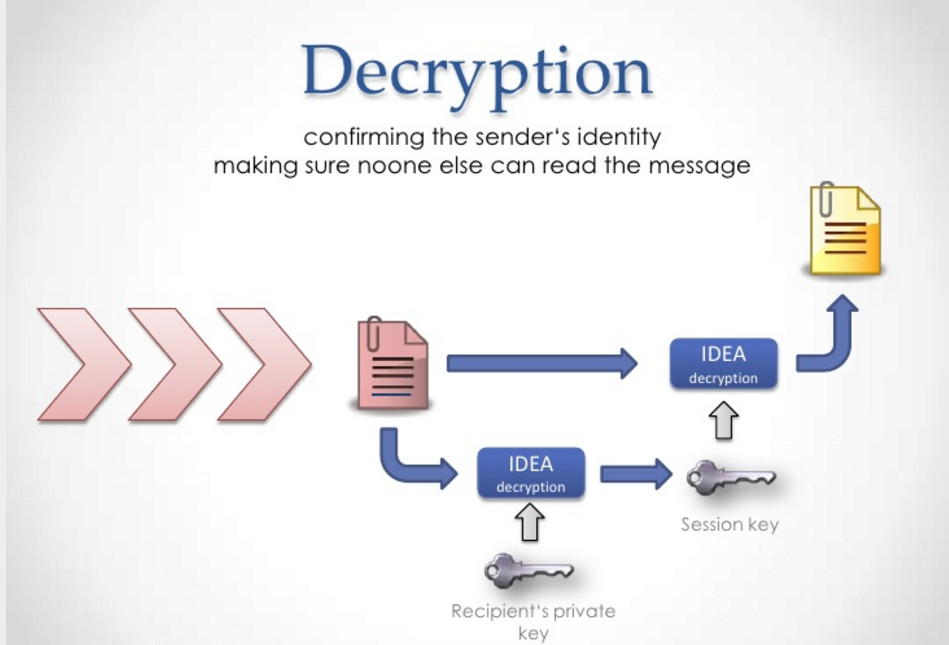 Decryption
confirming the sender‘s identity
making sure noone else can read the message
IDEA
decryption
IDEA
decryption
Session key
Recipient‘s private
key